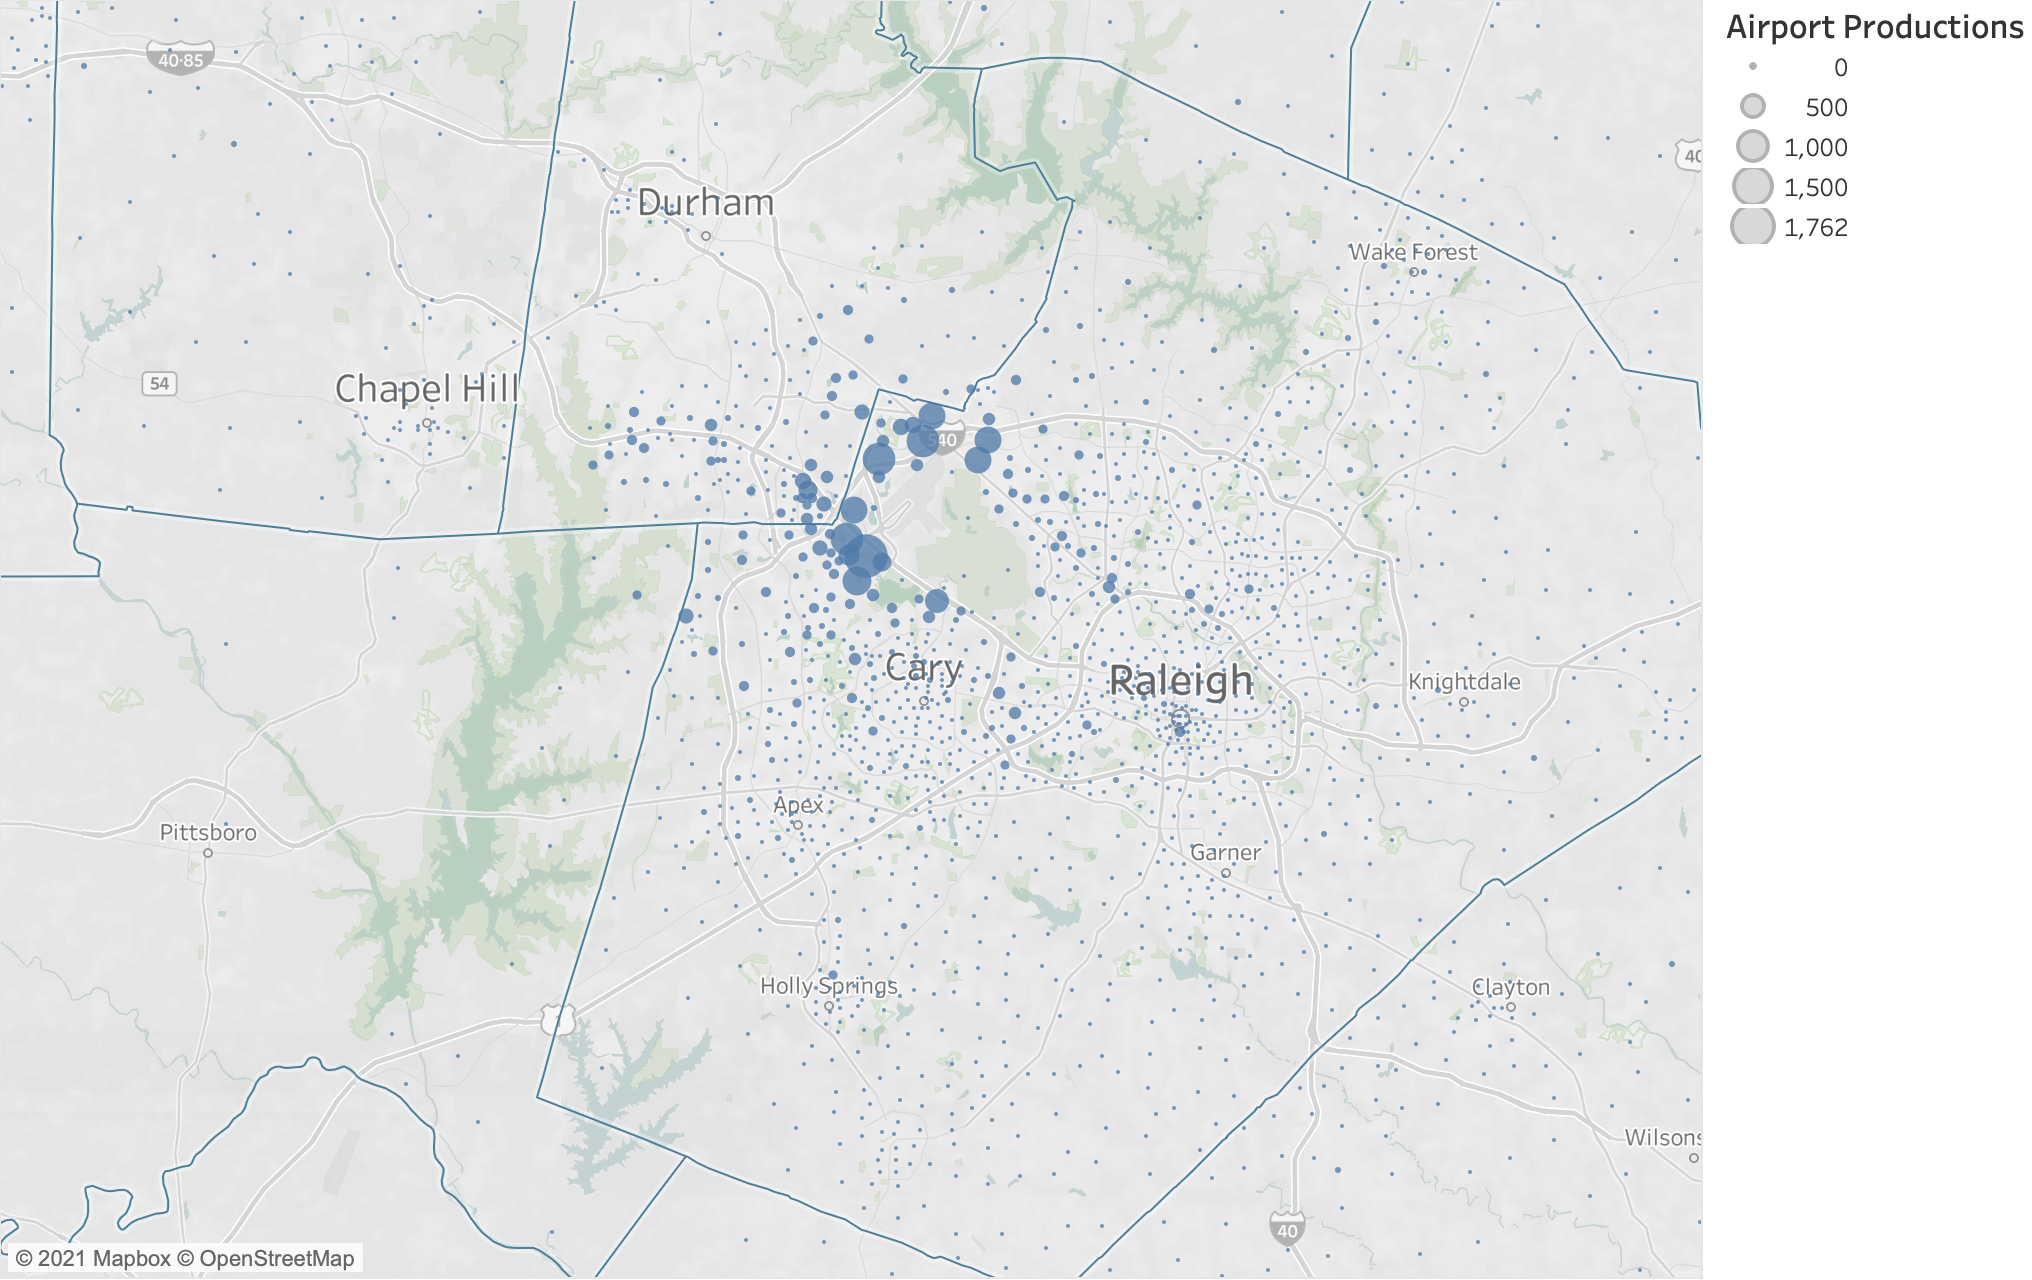 Airport Productions
0
500
1,000
1,500
1,762
40-85
40
Durham
Wake Forest
54
Chapel Hill
540
Cary
Raleigh
Knightdale
Apex
Pittsboro
Garner
Holly Springs
Clayton
1
Wilsons
40
© 2021 Mapbox © OpenStreetMap